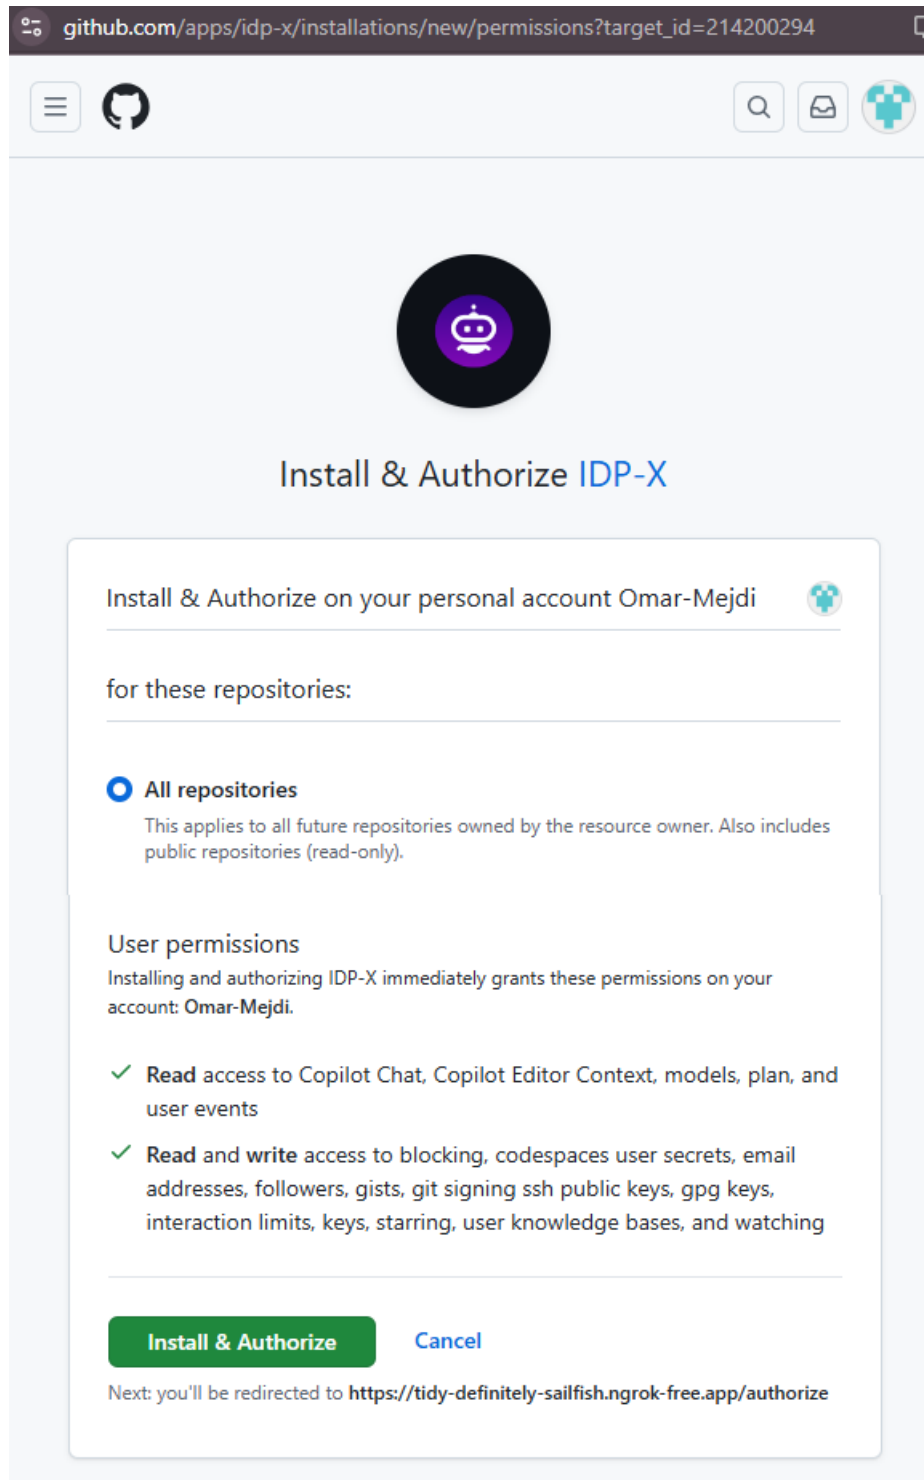 github.com/apps/idp-x/installations/new/permissions?target_id=214200294
Install & Authorize IDP-X
Install & Authorize on your personal account Omar-Mejdi
for these repositories:
All repositories
This applies to all future repositories owned by the resource owner. Also includes
public repositories (read-only).
User permissions
Installing and authorizing IDP-X immediately grants these permissions on your
account: Omar-Mejdi.
Read access to Copilot Chat, Copilot Editor Context, models, plan, and
user events
Read and write access to blocking, codespaces user secrets, email
addresses, followers, gists, git signing ssh public keys, gpg keys,
interaction limits, keys, starring, user knowledge bases, and watching
Install & Authorize
Cancel
Next: you'll be redirected to https://tidy-definitely-sailfish.ngrok-free.app/authorize